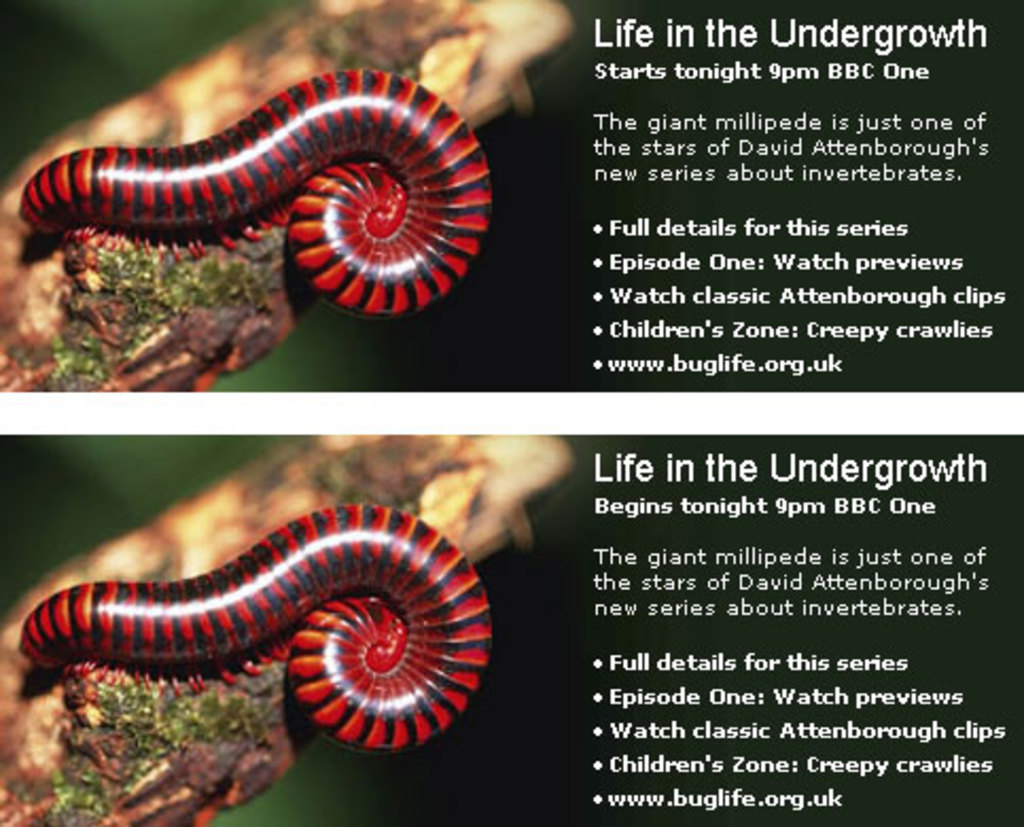 Life in the Undergrowth
Starts tonight 9pm BBC One
The giant millipede is just one of
the stars of David Attenborough's
new series about invertebrates.
• Full details for this series
• Episode One: Watch previews
• Watch classic Attenborough clips
• Children's Zone: Creepy crawlies
• www.buglife.org.uk
Life in the Undergrowth
Begins tonight 9pm BBC One
The giant millipede is just one of
the stars of David Attenborough's
new series about invertebrates.
• Full details for this series
• Episode One: Watch previews
• Watch classic Attenborough clips
• Children's Zone: Creepy crawlies
• www.buglife.org.uk